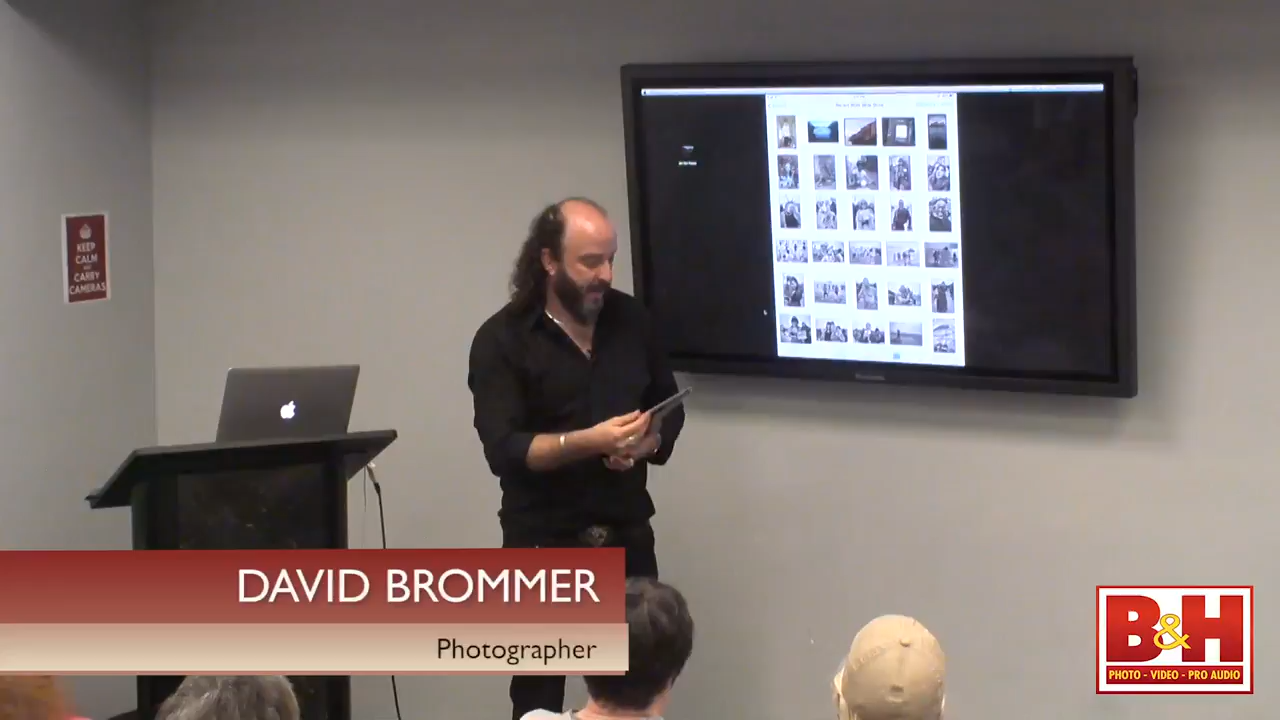 KEEP
CALM
AND
CARRY
CAMERAS
DAVID BROMMER
Photographer
B&H
PHOTO - VIDEO - PRO AUDIO